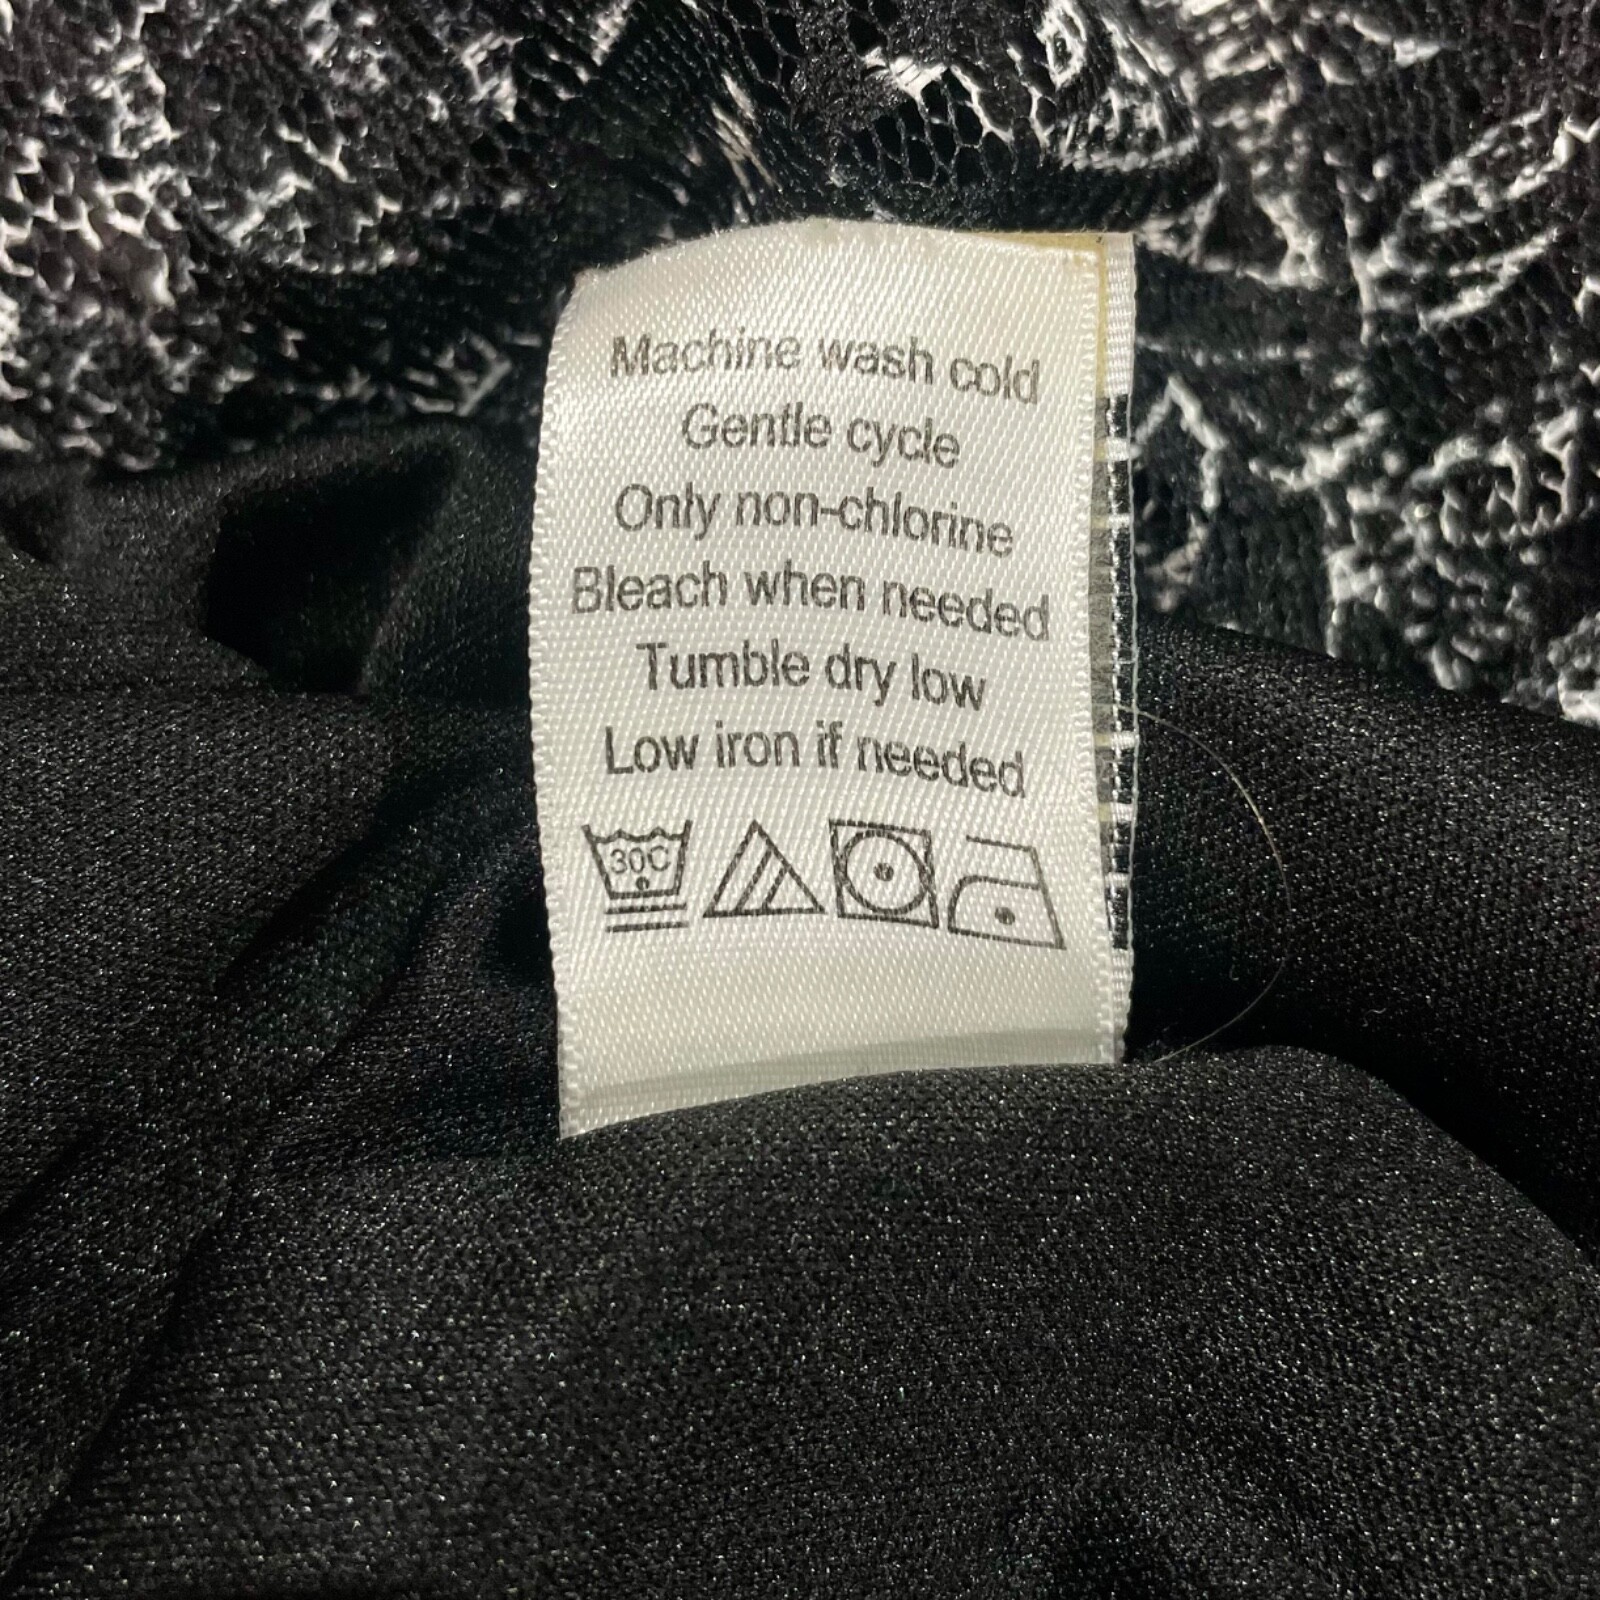 Machine wash cold
Gentle cycle
Only non-chlorine
Bleach when needed
Tumble dry low
Low iron if needed
30C